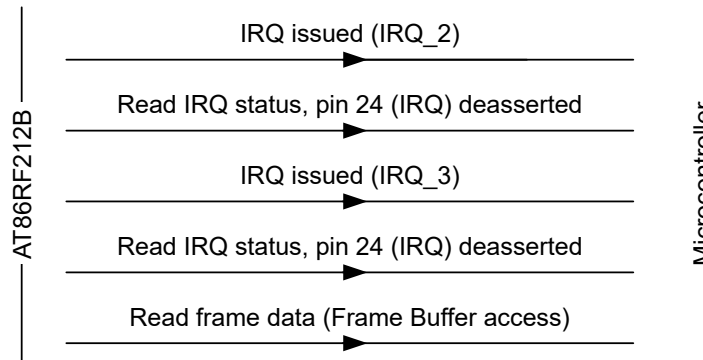 IRQ issued (IRQ_2)
Read IRQ status, pin 24 (IRQ) deasserted
IRQ issued (IRQ_3)
Read IRQ status, pin 24 (IRQ) deasserted
Read frame data (Frame Buffer access)
AT86RF212B
Microcontroller